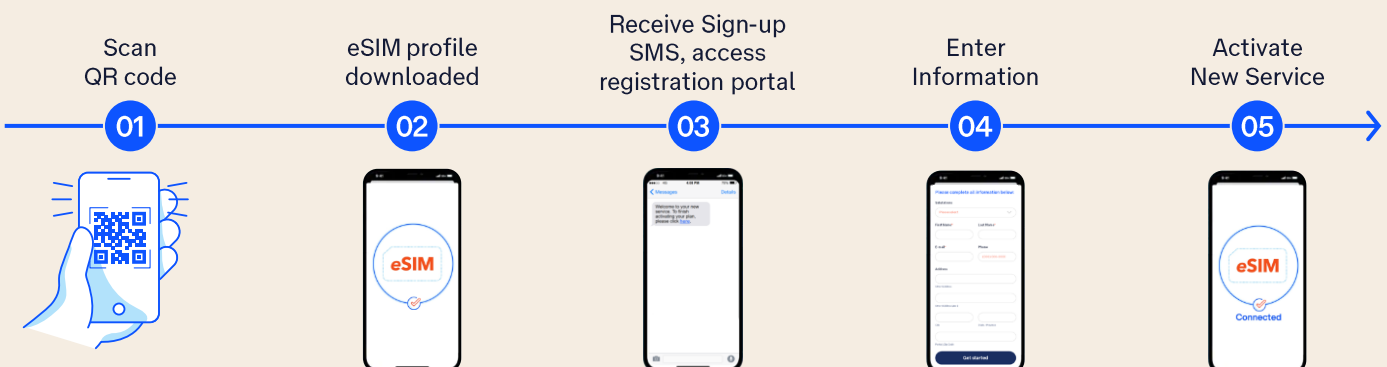 Scan
QR code
eSIM profile
downloaded
Receive Sign-up
SMS, access
registration portal
Enter
Information
Activate
New Service
01
02
03
04
05
eSIM
Messages
Details
Welcome to your new
service. To finish
activating your plan,
please click here.
Please complete all information below:
First Name
Last Name
E-mail
Phone
Address
Get started
eSIM
Connected